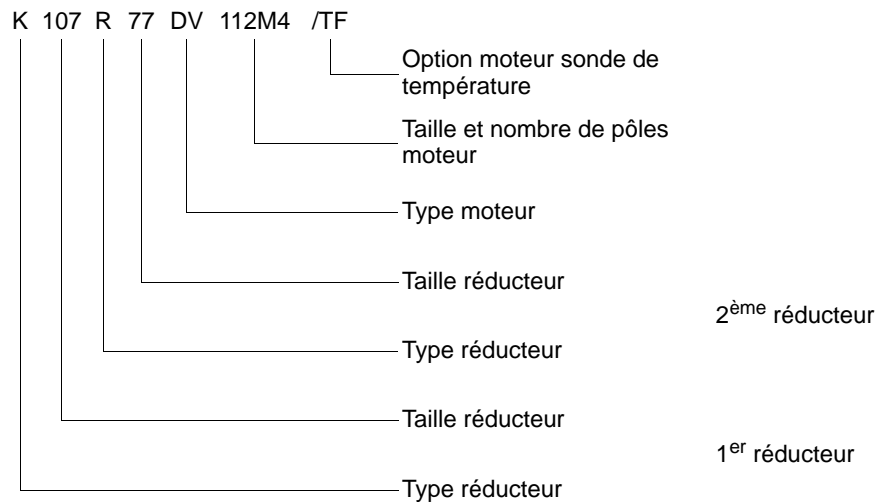 K 107 R 77 DV 112M4 /TF
Option moteur sonde de
température
Taille et nombre de pôles
moteur
Type moteur
Taille réducteur
2ème réducteur
Type réducteur
Taille réducteur
1er réducteur
Type réducteur